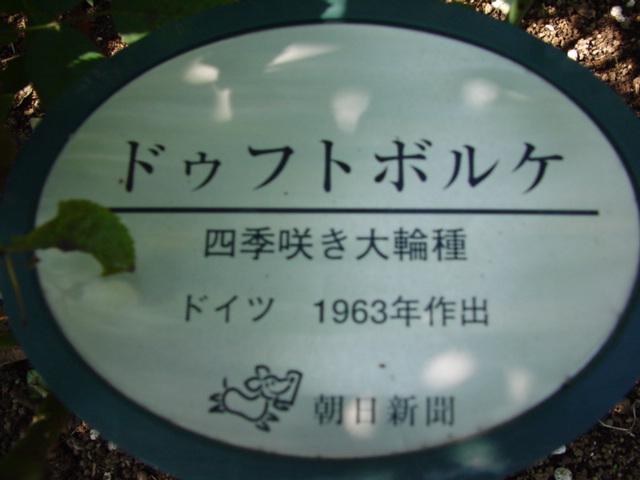 ドゥフトボルケ
四季咲き大輪種
ドイツ 1963年作出
朝日新聞